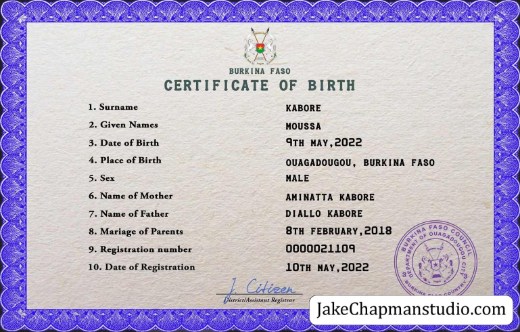 BURKINA FASO
CERTIFICATE OF BIRTH
1. Surname KABORE
2. Given Names MOUSSA
3. Date of Birth 9TH MAY,2022
4. Place of Birth OUAGADOUGOU, BURKINA FASO
5. Sex MALE
6. Name of Mother AMINATTA KABORE
7. Name of Father DIALLO KABORE
8. Mariage of Parents 8TH FEBRUARY,2018
9. Registration number 0000021109
10. Date of Registration 10TH MAY,2022
BURKINA FASO COUNCIL
DEPARTMENT OF OUAGADOUGOU CITY
J. Citizen
District/Assistant Registrar
JakeChapmanstudio.com